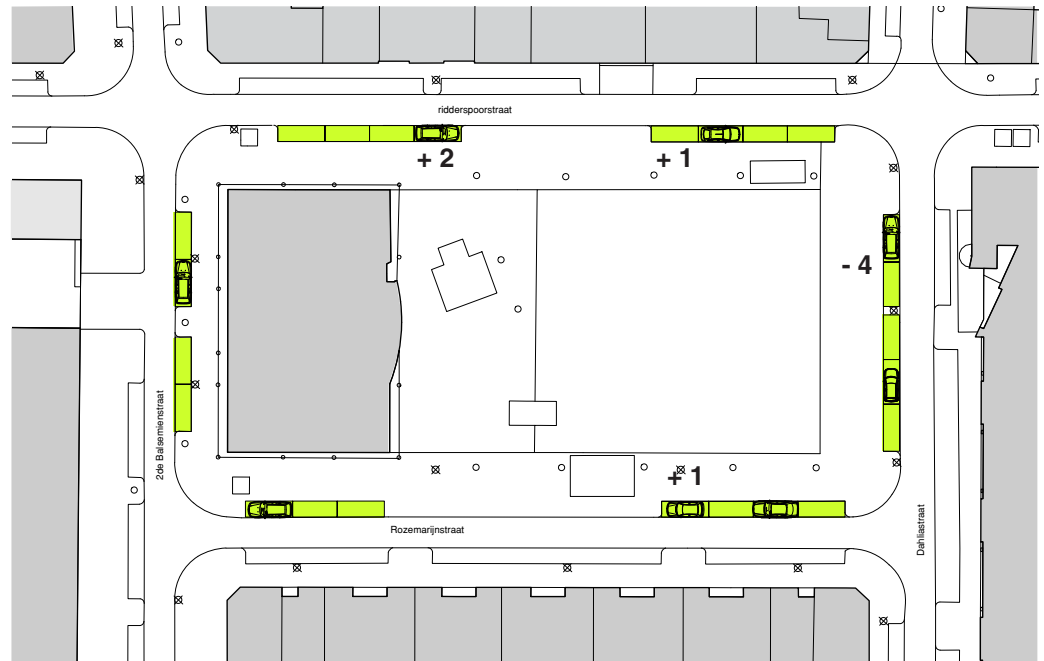 ridderspoorstraat
+ 2
+ 1
- 4
2de Balsemienstraat
+ 1
Rozemarijnstraat
Dahliastraat